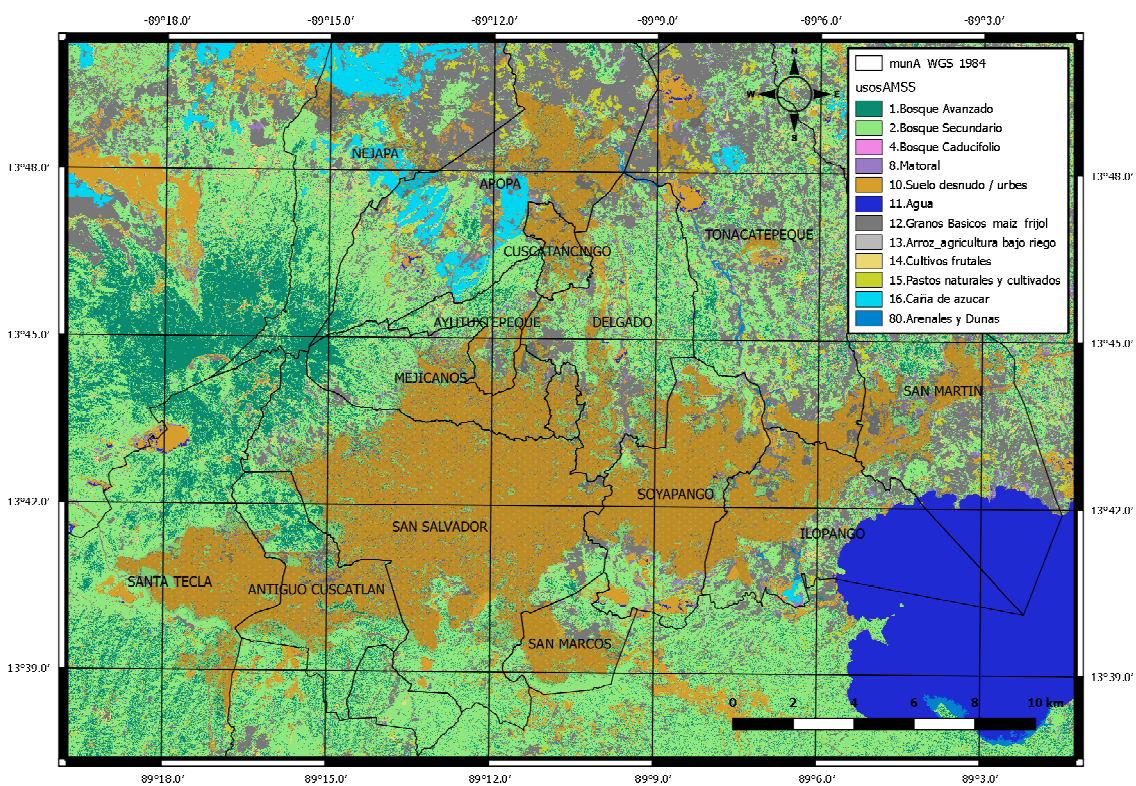 -89°18.0' -89°15.0' -89°12.0' -89°9.0' -89°6.0' -89°3.0'
N
W E
S
munA WGS 1984
usosAMSS
1.Bosque Avanzado
2.Bosque Secundario
4.Bosque Caducifolio
8.Matoral
10.Suelo desnudo / urbes
11.Agua
12.Granos Basicos maiz frijol
13.Arroz_agricultura bajo riego
14.Cultivos frutales
15.Pastos naturales y cultivados
16.Caña de azucar
80.Arenales y Dunas
NEJAPA
13°48.0' 13°48.0'
APOPA
TONACATEPEQUE
CUSCATANCINGO
AYUTUXTEPEQUE DELGADO
13°45.0' 13°45.0'
MEJICANOS
SAN MARTIN
SOYAPANGO
13°42.0' 13°42.0'
SAN SALVADOR
ILOPANGO
SANTA TECLA
ANTIGUO CUSCATLAN
SAN MARCOS
13°39.0' 13°39.0'
0 2 4 6 8 10 km
89°18.0' 89°15.0' 89°12.0' 89°9.0' 89°6.0' 89°3.0'